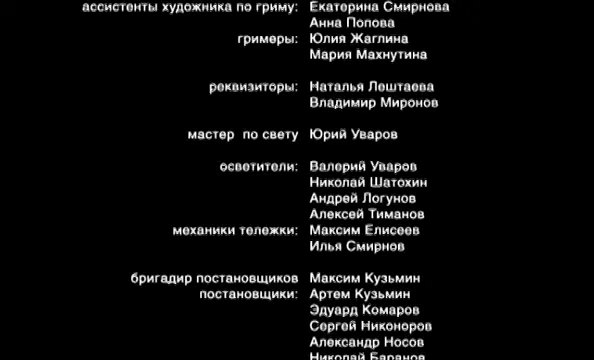 ассистенты художника по гриму: Екатерина Смирнова
Анна Попова
гримеры: Юлия Жаглина
Мария Махнутина
реквизиторы: Наталья Лештаева
Владимир Миронов
мастер по свету Юрий Уваров
осветители: Валерий Уваров
Николай Шатохин
Андрей Логунов
Алексей Тиманов
механики тележки: Максим Елисеев
Илья Смирнов
бригадир постановщиков Максим Кузьмин
постановщики: Артем Кузьмин
Эдуард Комаров
Сергей Никоноров
Александр Носов
Николай Баранов